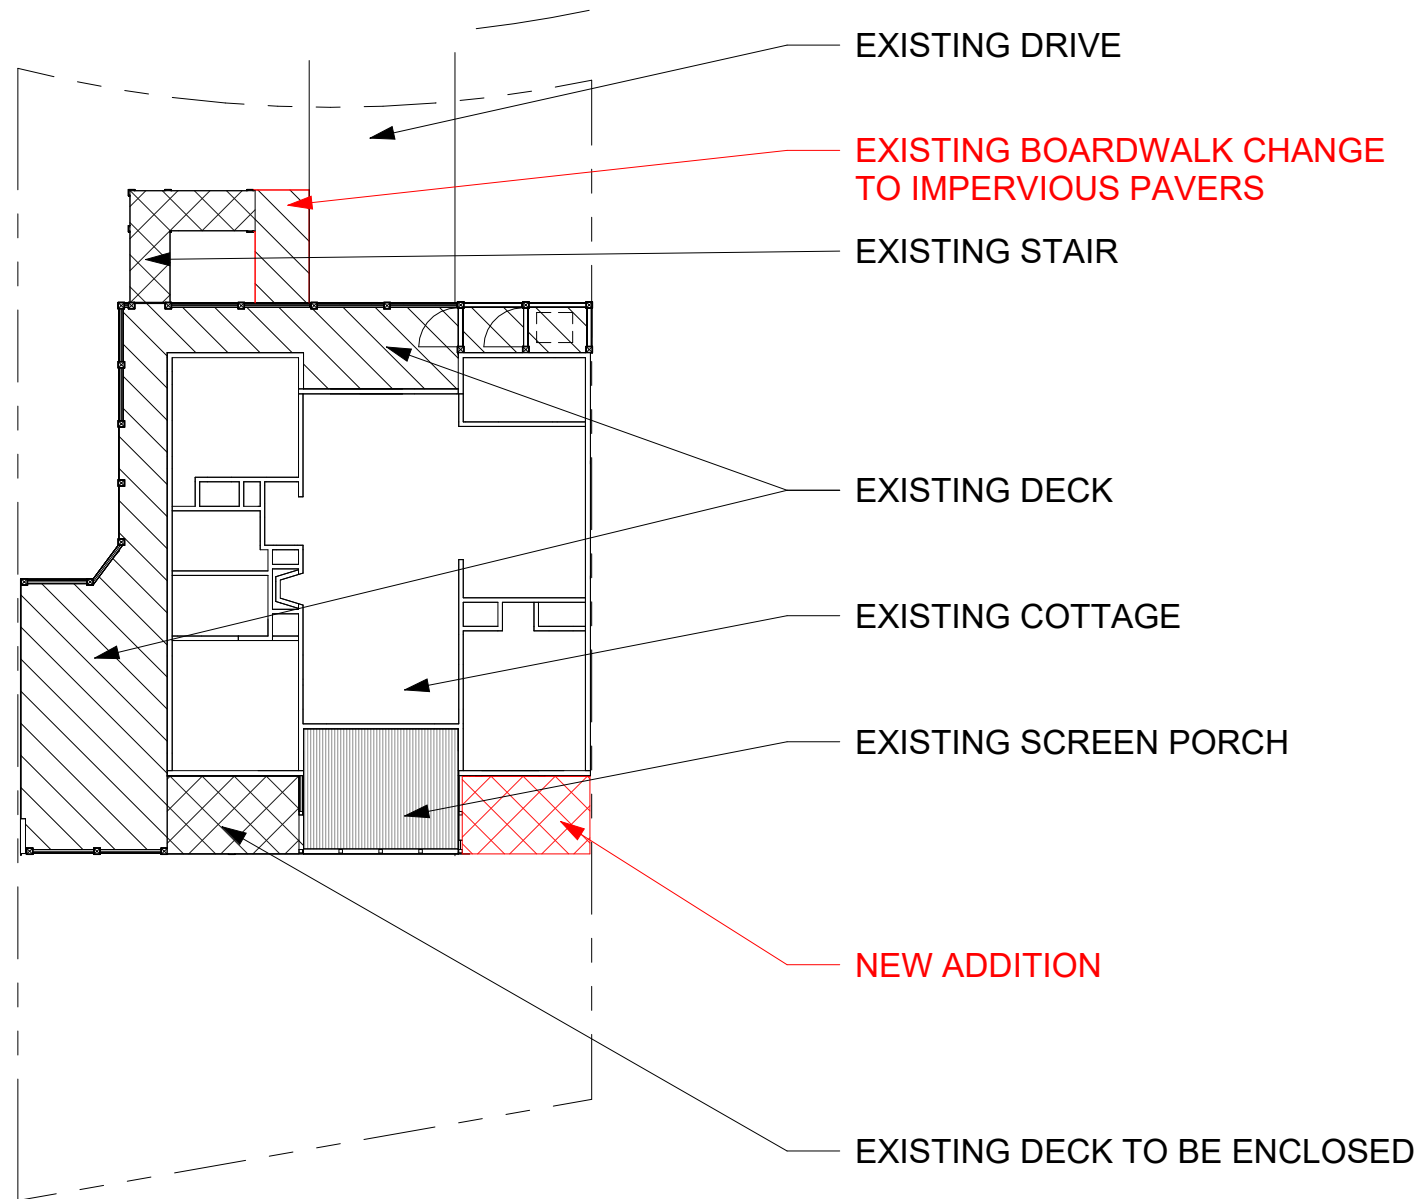 EXISTING DRIVE
EXISTING BOARDWALK CHANGE
TO IMPERVIOUS PAVERS
EXISTING STAIR
EXISTING DECK
EXISTING COTTAGE
EXISTING SCREEN PORCH
NEW ADDITION
EXISTING DECK TO BE ENCLOSED